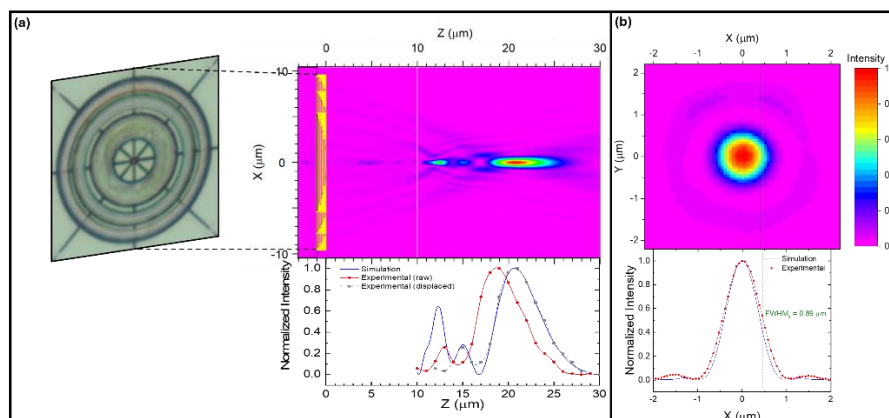 (a)
Z (μm)
0 5 10 15 20 25 30
10
0
-10
X (μm)
Simulation
Experimental (raw)
Experimental (displaced)
1.0
0.8
0.6
0.4
0.2
0.0
Normalized Intensity
0 5 10 15 20 25 30
Z (μm)
(b)
X (μm)
-2 -1 0 1 2
Intensity
2
1
0
-1
-2
Y (μm)
Simulation
Experimental
FWHMₓ = 0.89 μm
1.0
0.8
0.6
0.4
0.2
0.0
Normalized Intensity
-2 -1 0 1 2
X (μm)